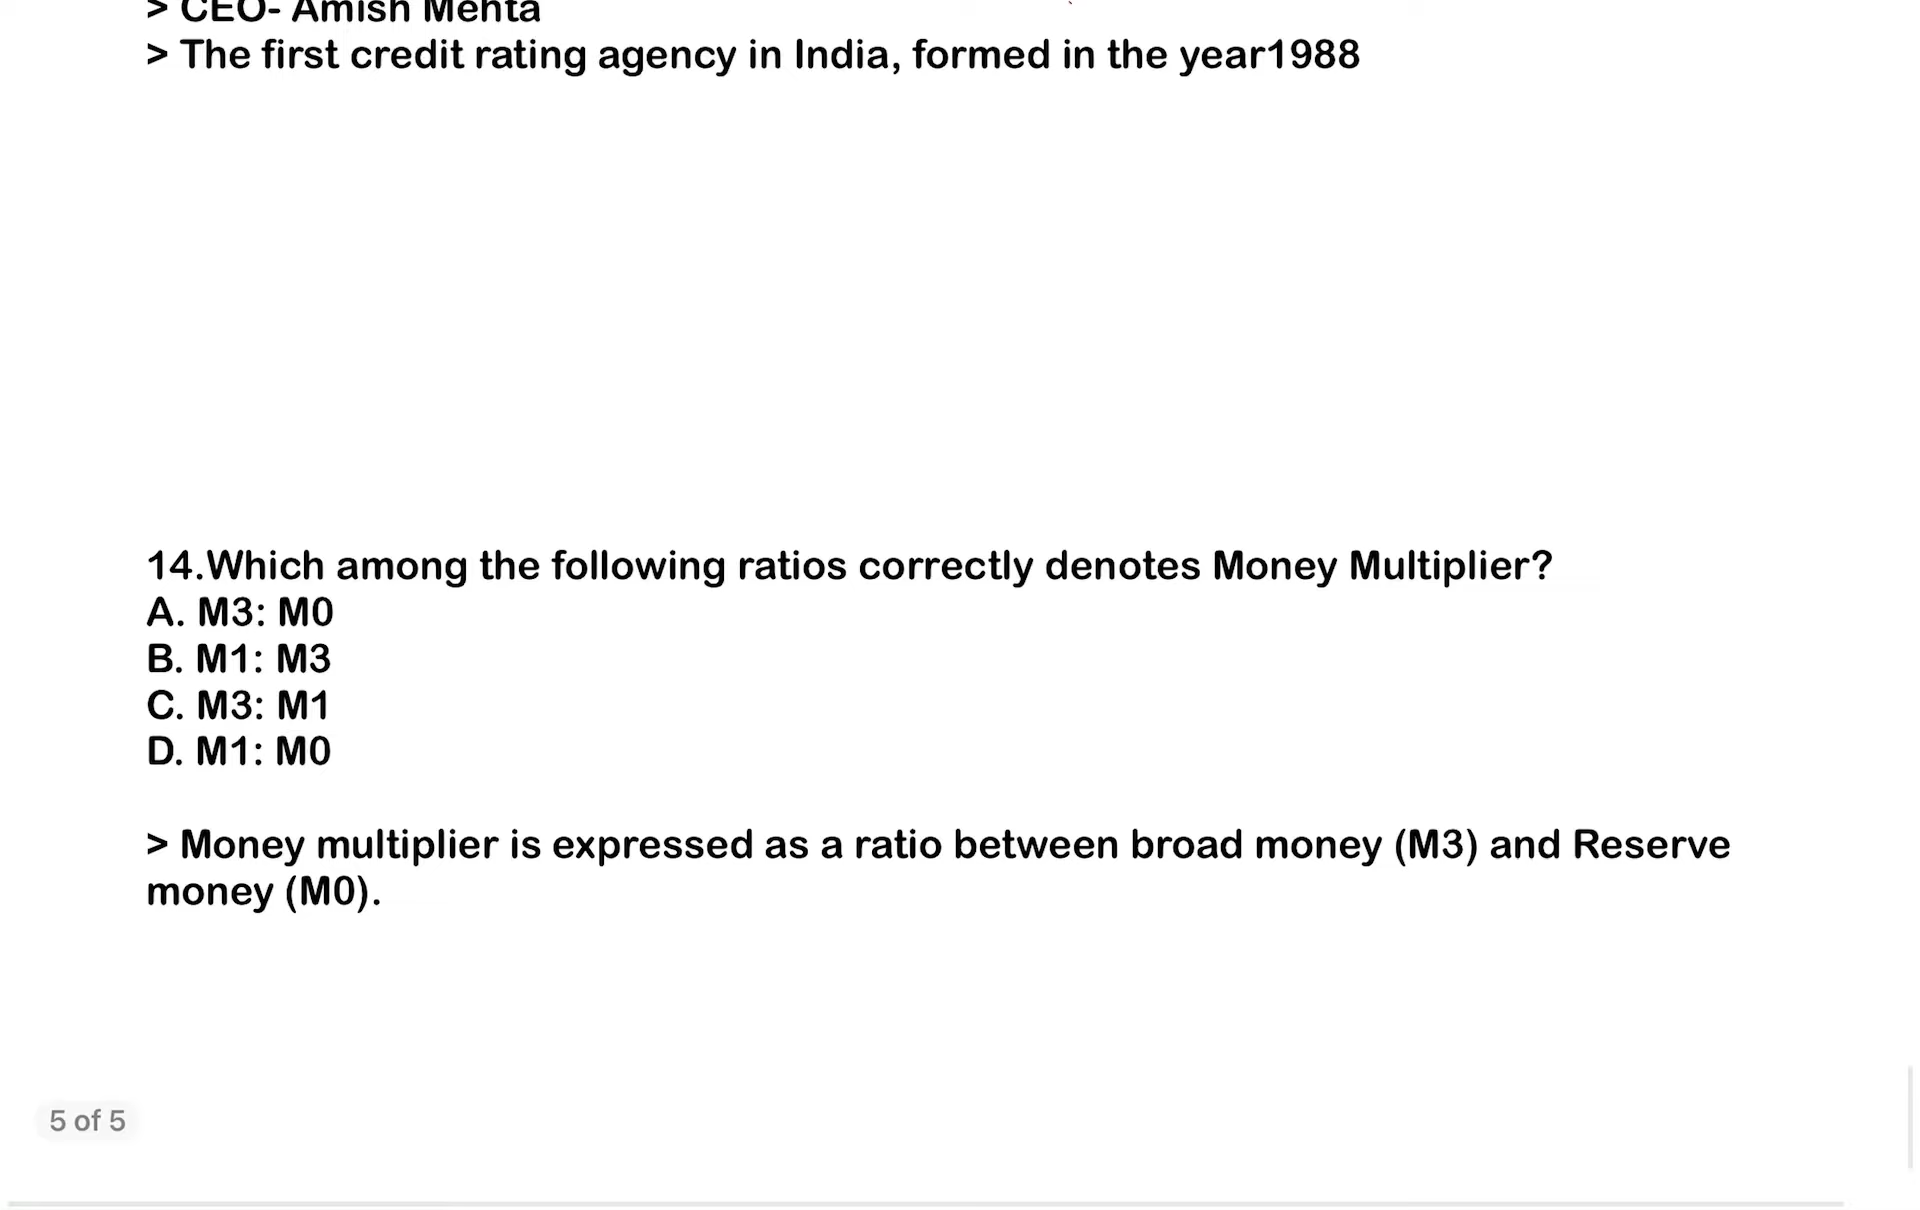 > CEO- Amish Mehta
> The first credit rating agency in India, formed in the year1988
14.Which among the following ratios correctly denotes Money Multiplier?
A. M3: M0
B. M1: M3
C. M3: M1
D. M1: M0
> Money multiplier is expressed as a ratio between broad money (M3) and Reserve
money (M0).
5 of 5